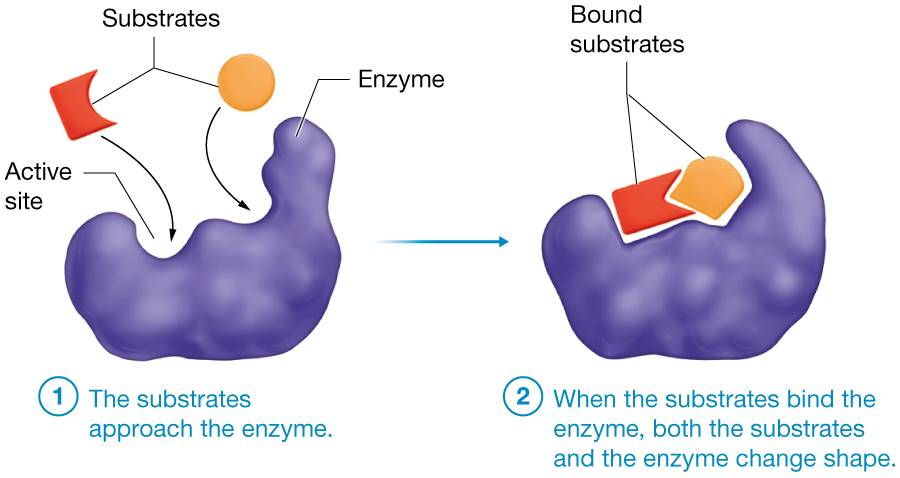 Substrates
Enzyme
Active
site
1 The substrates
approach the enzyme.
Bound
substrates
2 When the substrates bind the
enzyme, both the substrates
and the enzyme change shape.